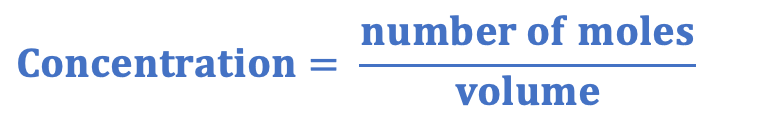 Concentration = number of moles
volume